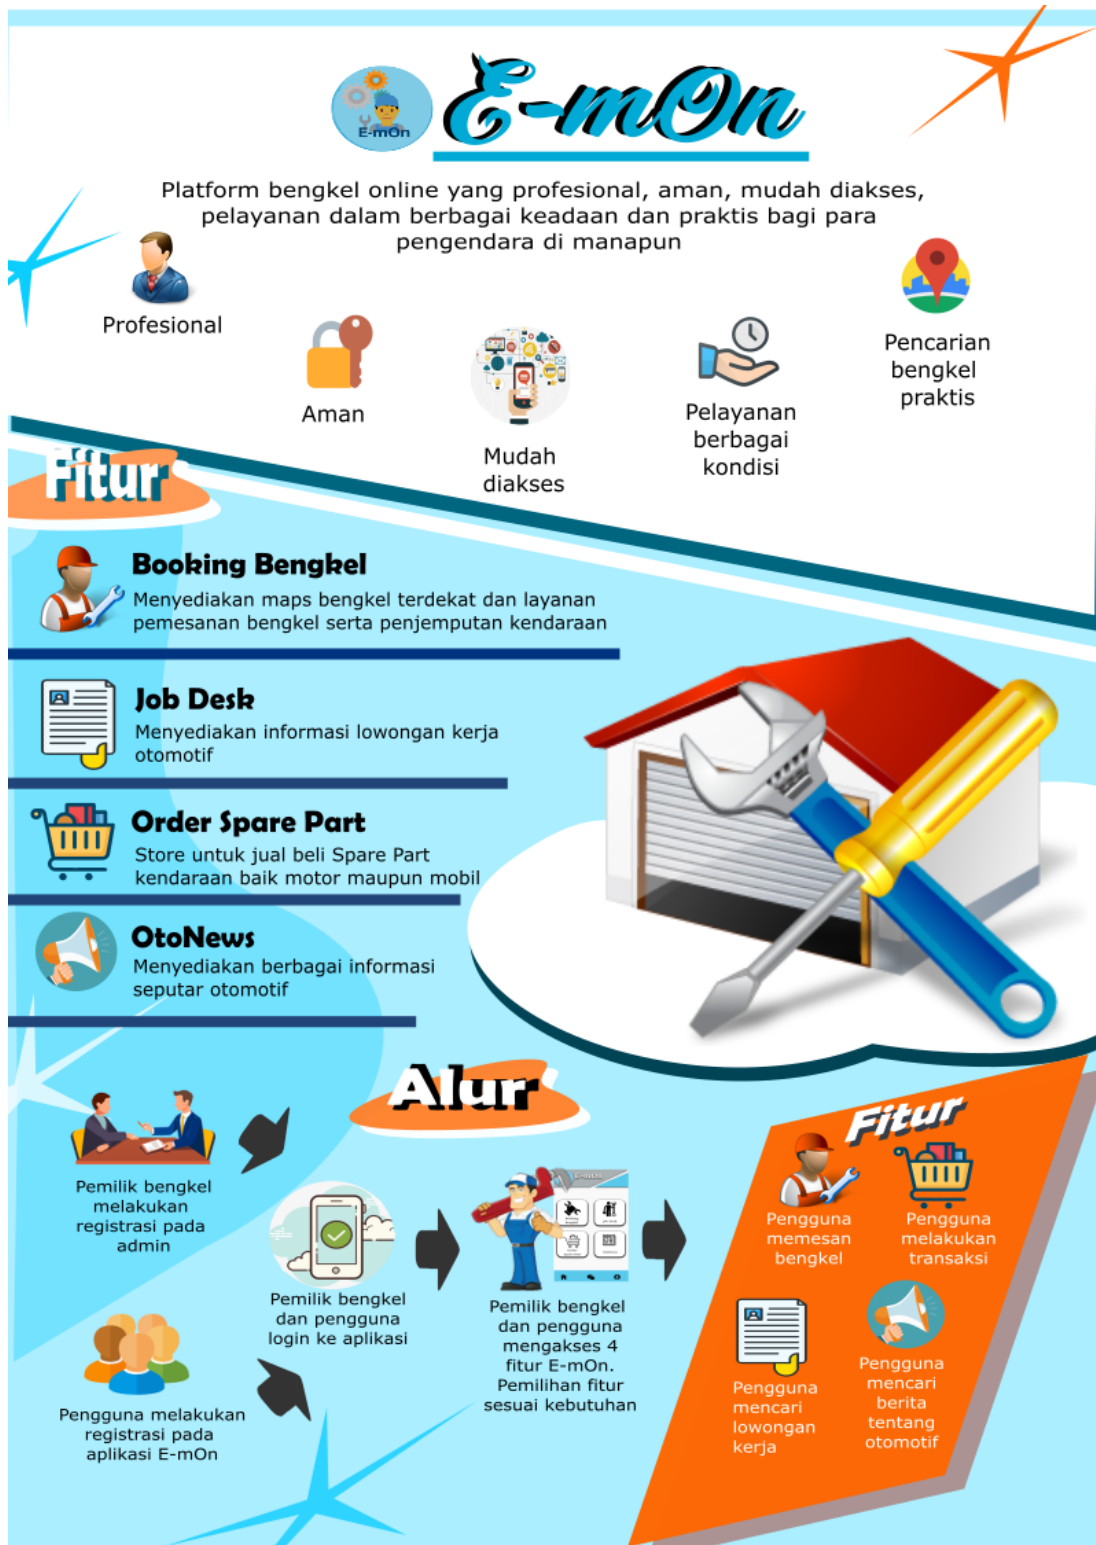 E-mOn
E-mOn
Platform bengkel online yang profesional, aman, mudah diakses,
pelayanan dalam berbagai keadaan dan praktis bagi para
pengendara di manapun
Profesional
Aman
Mudah
diakses
Pelayanan
berbagai
kondisi
Pencarian
bengkel
praktis
Fitur
Booking Bengkel
Menyediakan maps bengkel terdekat dan layanan
pemesanan bengkel serta penjemputan kendaraan
Job Desk
Menyediakan informasi lowongan kerja
otomotif
Order Spare Part
Store untuk jual beli Spare Part
kendaraan baik motor maupun mobil
OtoNews
Menyediakan berbagai informasi
seputar otomotif
Alur
Pemilik bengkel
melakukan
registrasi pada
admin
Pengguna melakukan
registrasi pada
aplikasi E-mOn
Pemilik bengkel
dan pengguna
login ke aplikasi
Pemilik bengkel
dan pengguna
mengakses 4
fitur E-mOn.
Pemilihan fitur
sesuai kebutuhan
Fitur
Pengguna
memesan
bengkel
Pengguna
melakukan
transaksi
Pengguna
mencari
lowongan
kerja
Pengguna
mencari
berita
tentang
otomotif